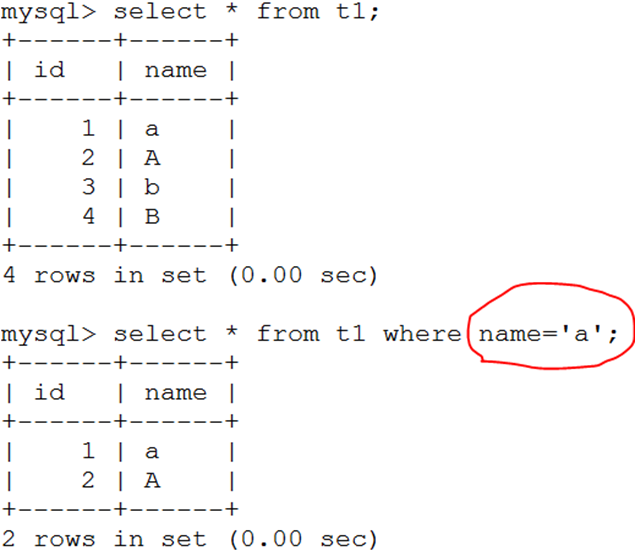 mysql> select * from t1;
+------+------+
| id   | name |
+------+------+
|    1 | a    |
|    2 | A    |
|    3 | b    |
|    4 | B    |
+------+------+
4 rows in set (0.00 sec)
mysql> select * from t1 where name='a';
+------+------+
| id   | name |
+------+------+
|    1 | a    |
|    2 | A    |
+------+------+
2 rows in set (0.00 sec)